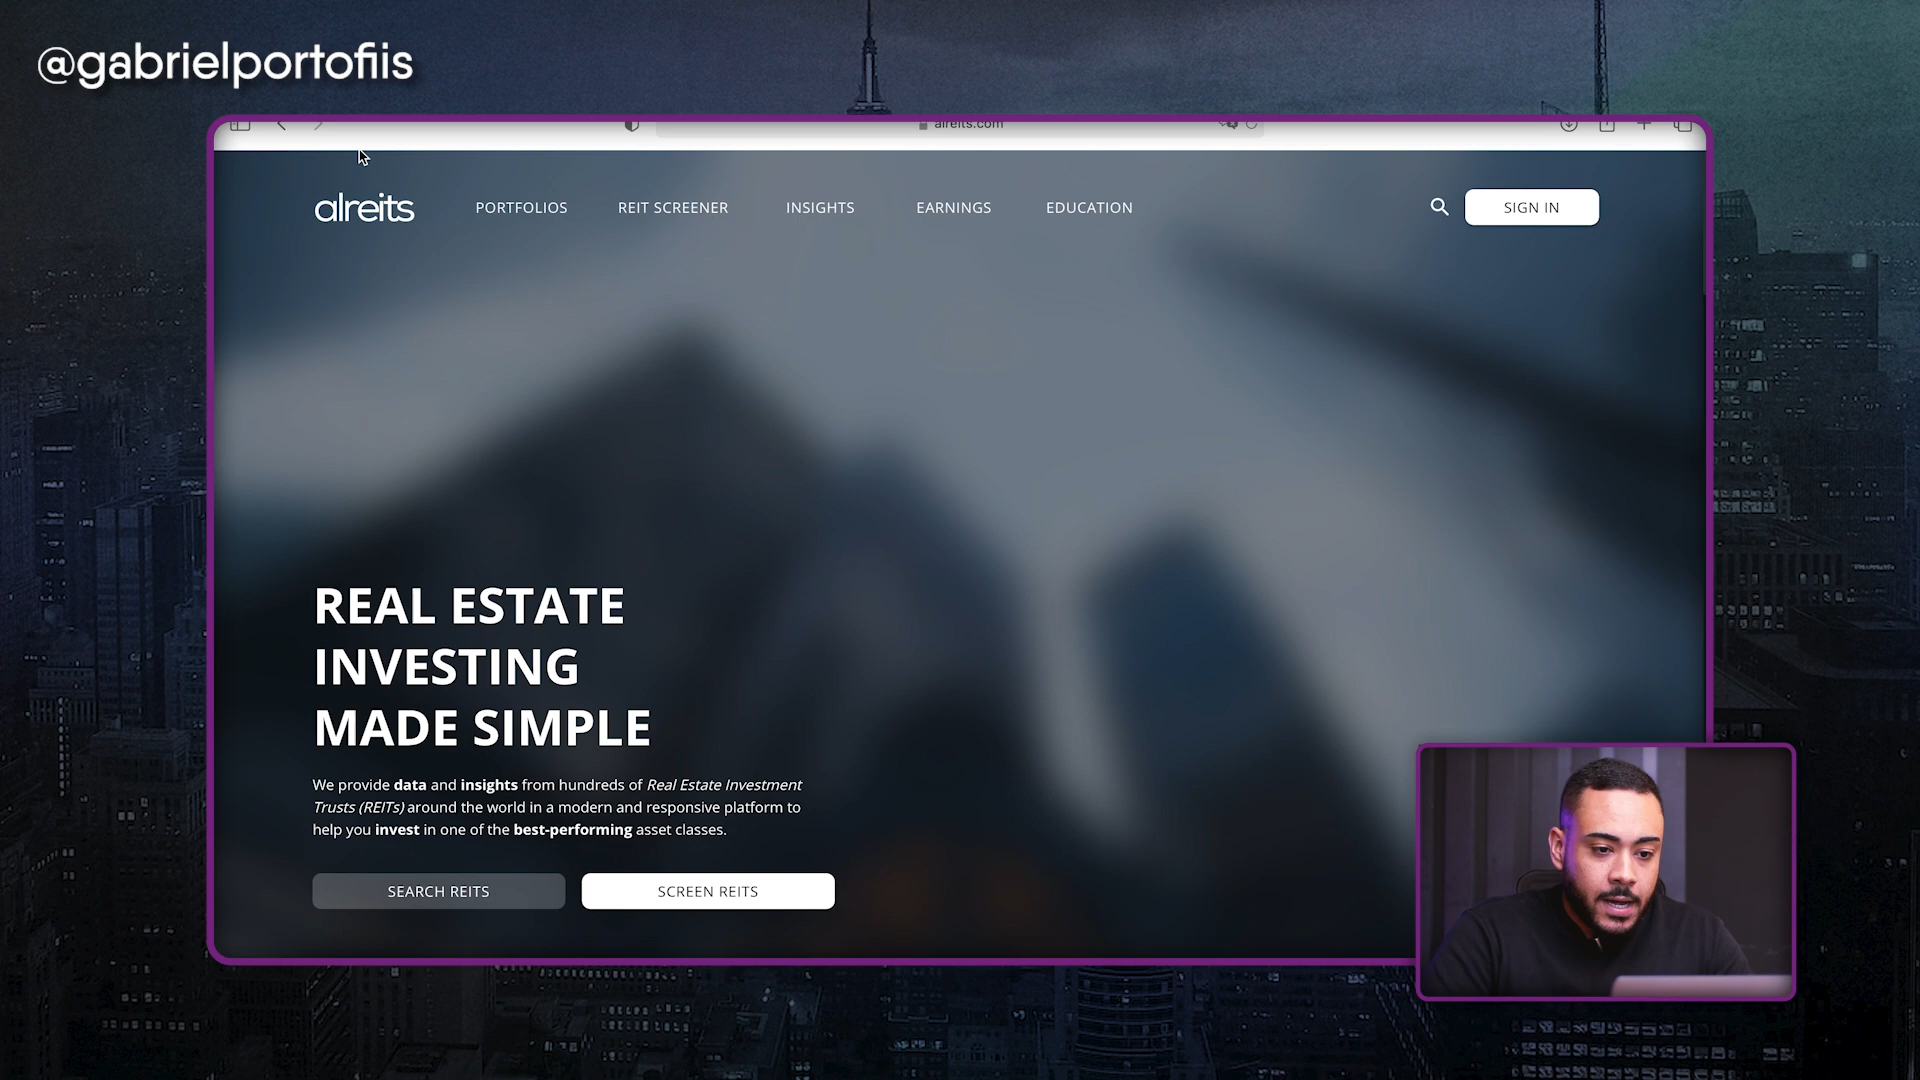 @gabrielportofiis
alreits.com
alreits PORTFOLIOS REIT SCREENER INSIGHTS EARNINGS EDUCATION SIGN IN
REAL ESTATE
INVESTING
MADE SIMPLE
We provide data and insights from hundreds of Real Estate Investment
Trusts (REITs) around the world in a modern and responsive platform to
help you invest in one of the best-performing asset classes.
SEARCH REITS SCREEN REITS